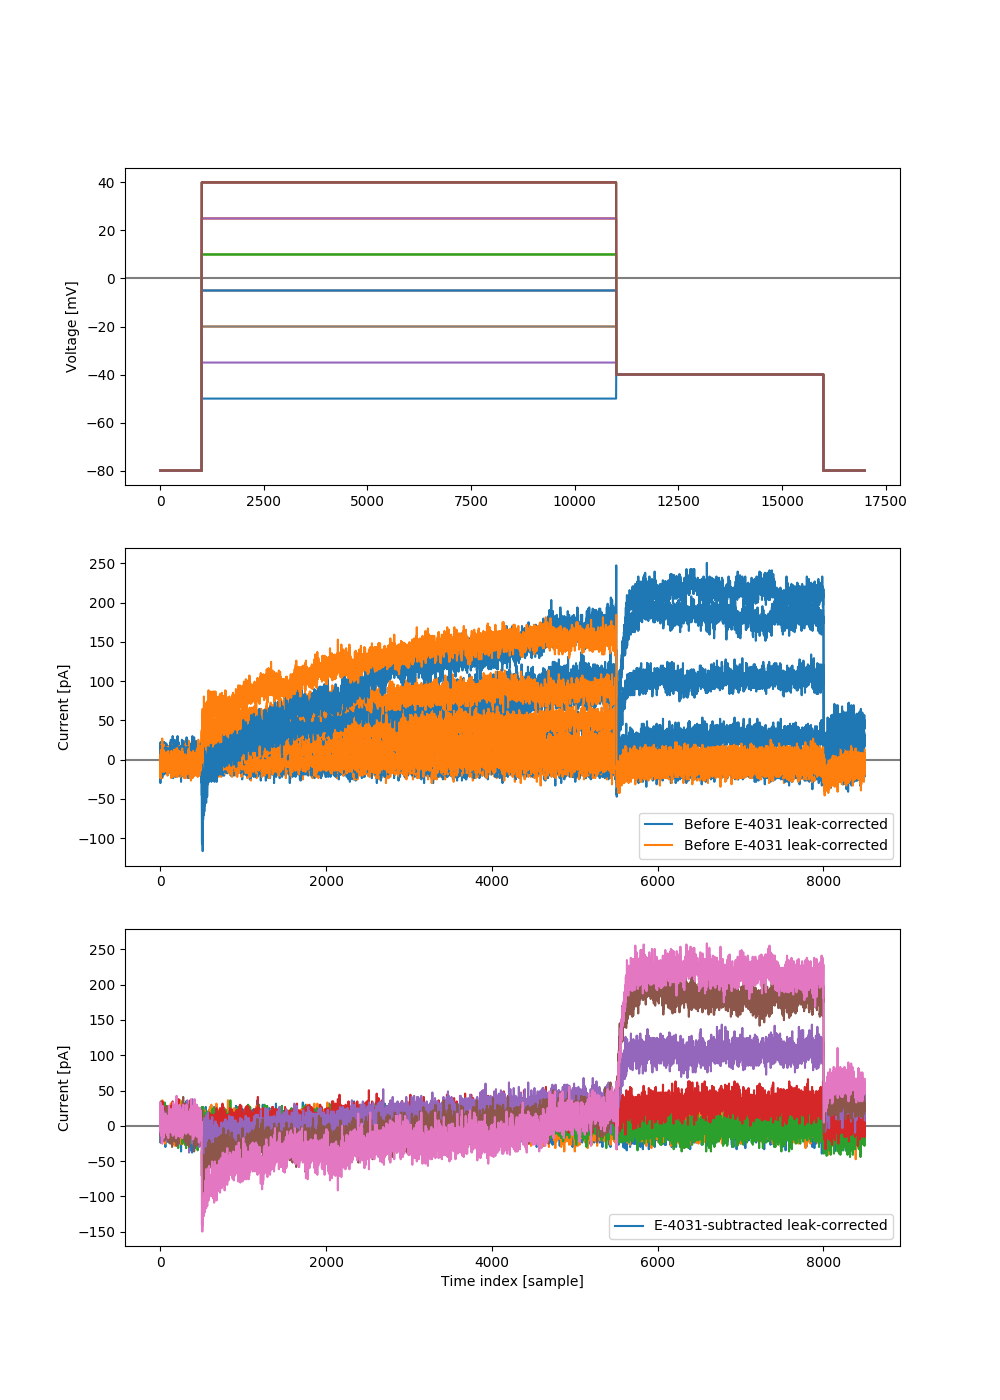 40
20
0
−20
−40
−60
−80
Voltage [mV]
0 2500 5000 7500 10000 12500 15000 17500
250
200
150
100
50
0
−50
−100
Current [pA]
Before E-4031 leak-corrected
Before E-4031 leak-corrected
0 2000 4000 6000 8000
250
200
150
100
50
0
−50
−100
−150
Current [pA]
E-4031-subtracted leak-corrected
0 2000 4000 6000 8000
Time index [sample]